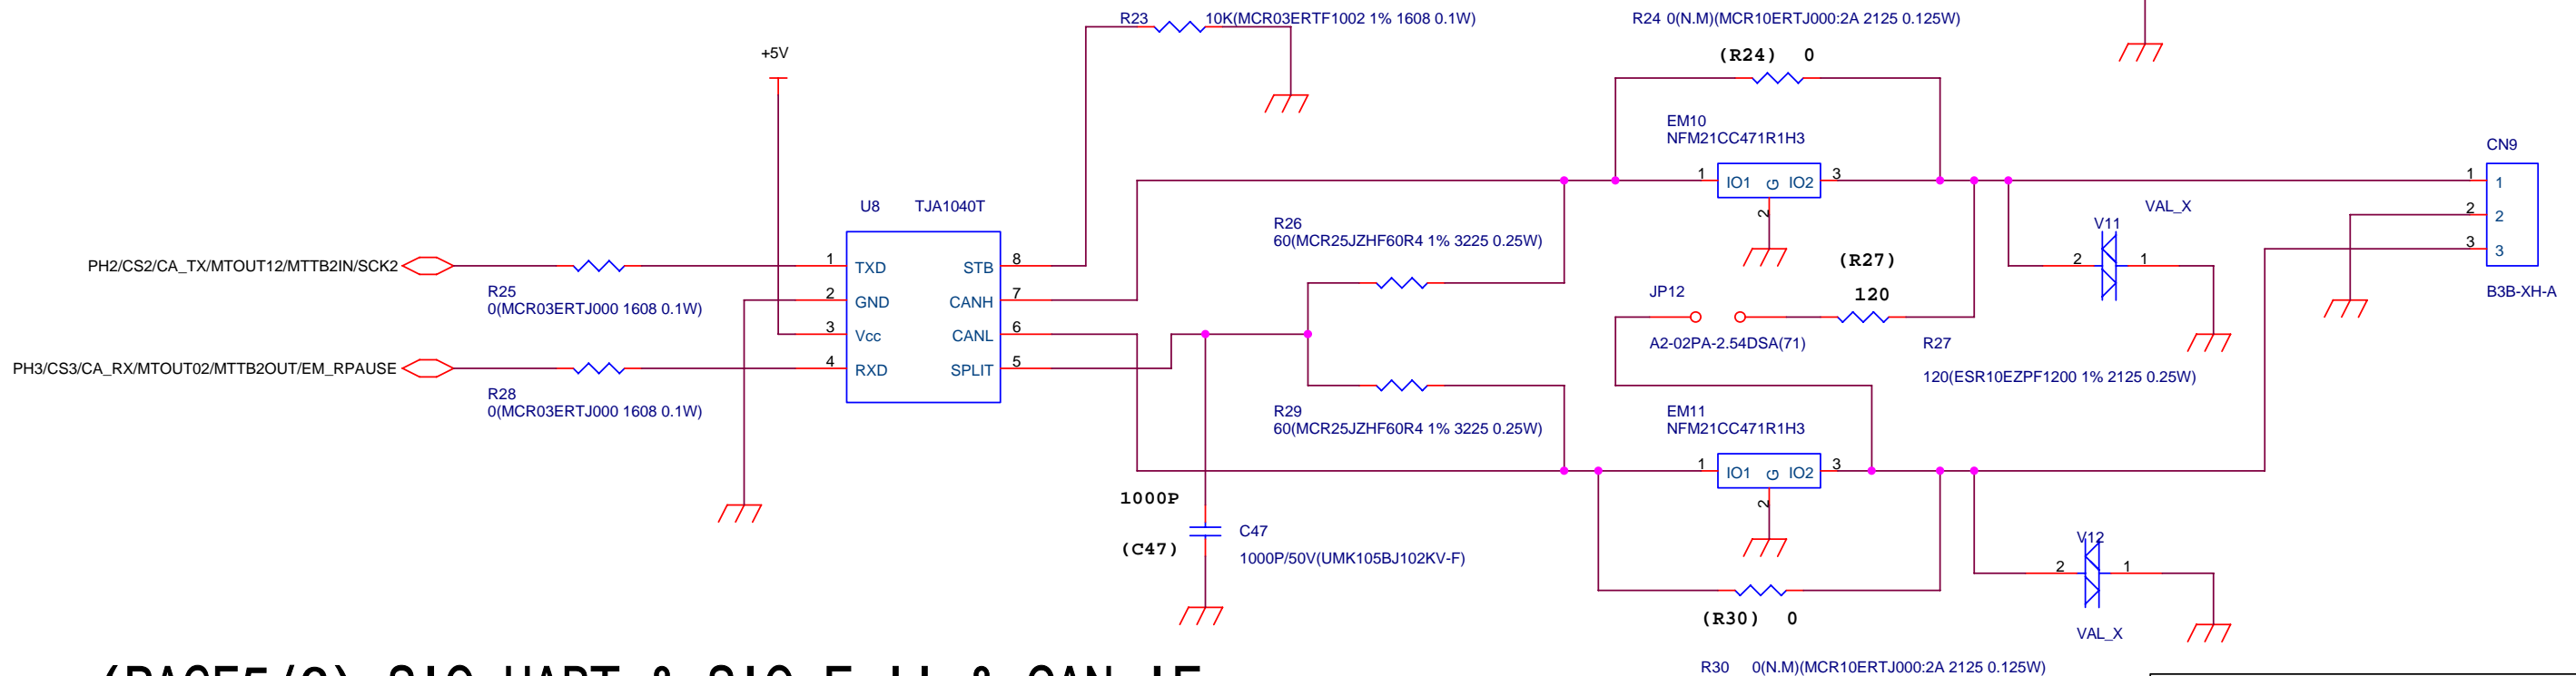 R23 10K(MCR03ERTF1002 1% 1608 0.1W)
R24 0(N.M)(MCR10ERTJ000:2A 2125 0.125W)
+5V
(R24) 0
EM10
NFM21CC471R1H3
CN9
1 IO1 G IO2 3
2
1 1
2 2
3 3
B3B-XH-A
U8 TJA1040T
VAL_X
V11
2 1
R26
60(MCR25JZHF60R4 1% 3225 0.25W)
PH2/CS2/CA_TX/MTOUT12/MTTB2IN/SCK2
R25
0(MCR03ERTJ000 1608 0.1W)
1 TXD STB 8
2 GND CANH 7
3 Vcc CANL 6
4 RXD SPLIT 5
(R27)
120
JP12
A2-02PA-2.54DSA(71)
R27
120(ESR10EZPF1200 1% 2125 0.25W)
PH3/CS3/CA_RX/MTOUT02/MTTB2OUT/EM_RPAUSE
R28
0(MCR03ERTJ000 1608 0.1W)
R29
60(MCR25JZHF60R4 1% 3225 0.25W)
EM11
NFM21CC471R1H3
1 IO1 G IO2 3
2
1000P
(C47)
C47
1000P/50V(UMK105BJ102KV-F)
V12
2 1
VAL_X
(R30) 0
R30 0(N.M)(MCR10ERTJ000:2A 2125 0.125W)